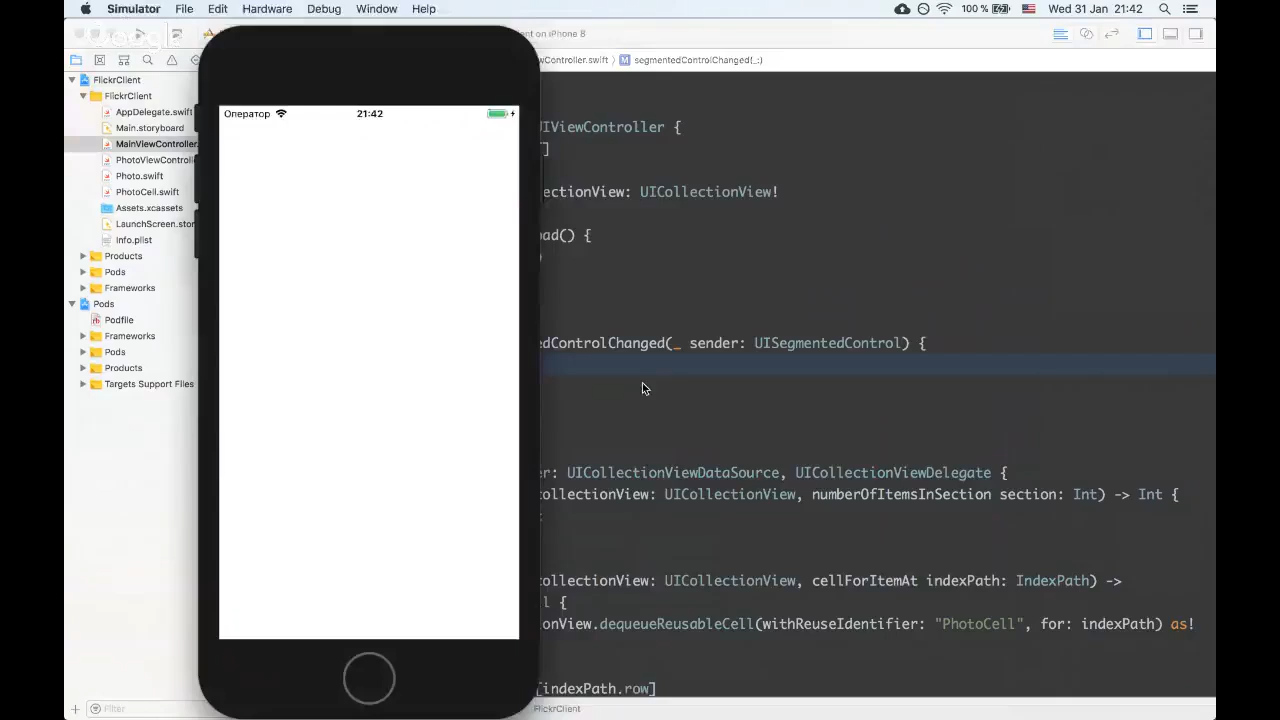 Simulator File Edit Hardware Debug Window Help 100 % Wed 31 Jan 21:42
ent on iPhone 8
wController.swift segmentedControlChanged(_:)
FlickrClient
FlickrClient
AppDelegate.swift
Main.storyboard
MainViewController.
PhotoViewControlle
Photo.swift
PhotoCell.swift
Assets.xcassets
LaunchScreen.stor
Info.plist
Products
Pods
Frameworks
Pods
Podfile
Frameworks
Pods
Products
Targets Support Files
Filter
Оператор 21:42
UIViewController {
]
ectionView: UICollectionView!
oad() {
)
edControlChanged(_ sender: UISegmentedControl) {
er: UICollectionViewDataSource, UICollectionViewDelegate {
collectionView: UICollectionView, numberOfItemsInSection section: Int) -> Int {
collectionView: UICollectionView, cellForItemAt indexPath: IndexPath) ->
l {
onView.dequeueReusableCell(withReuseIdentifier: "PhotoCell", for: indexPath) as!
[indexPath.row]
FlickrClient